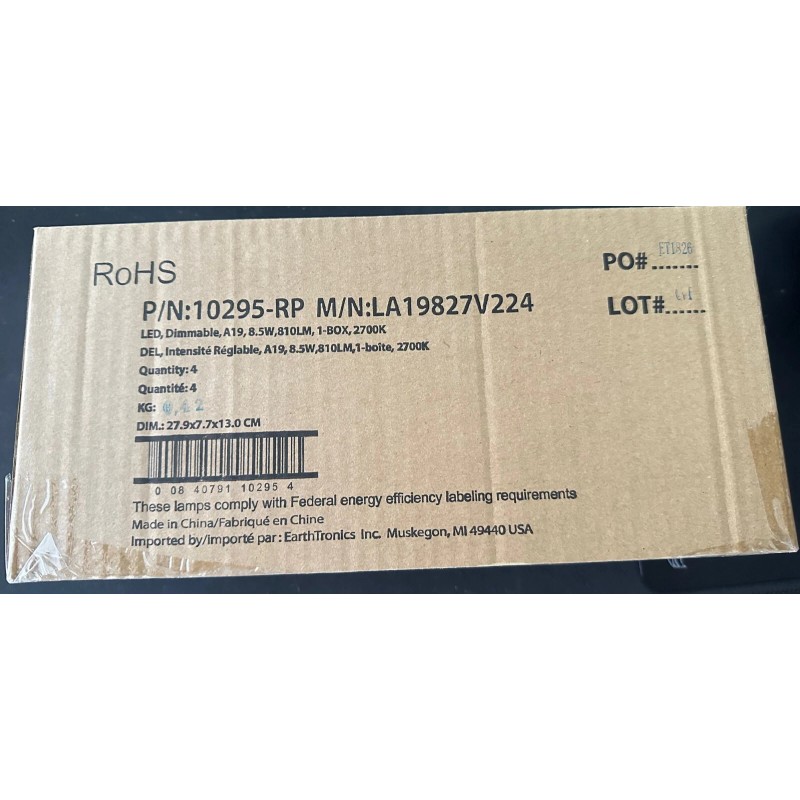 RoHS
PO#....... ET1826
P/N:10295-RP M/N:LA19827V224
LOT#.......
LED, Dimmable, A19, 8.5W,810LM, 1-BOX, 2700K
DEL, Intensité Réglable, A19, 8.5W,810LM,1-boîte, 2700K
Quantity: 4
Quantité: 4
KG:
DIM.: 27.9x7.7x13.0 CM
0 08 40791 10295 4
These lamps comply with Federal energy efficiency labeling requirements
Made in China/Fabriqué en Chine
Imported by/importé par : EarthTronics Inc. Muskegon, MI 49440 USA